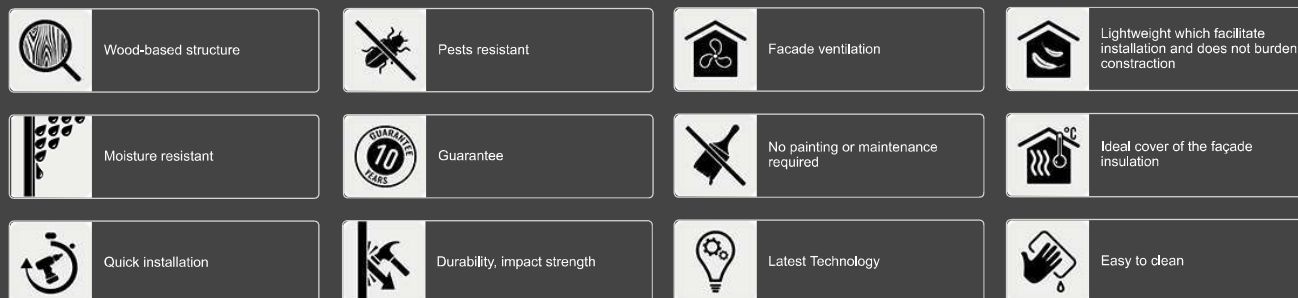 Wood-based structure
Pests resistant
Facade ventilation
Lightweight which facilitate
installation and does not burden
constraction
Moisture resistant
GUARANTEE
10
YEARS
Guarantee
No painting or maintenance
required
°C
Ideal cover of the façade
insulation
Quick installation
Durability, impact strength
Latest Technology
Easy to clean